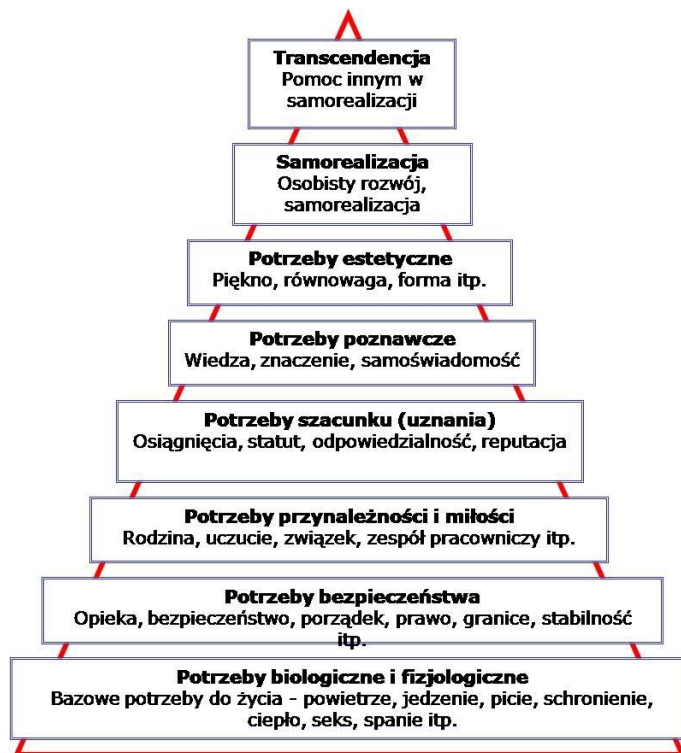 Transcendencja
Pomoc innym w
samorealizacji
Samorealizacja
Osobisty rozwój,
samorealizacja
Potrzeby estetyczne
Piękno, równowaga, forma itp.
Potrzeby poznawcze
Wiedza, znaczenie, samoświadomość
Potrzeby szacunku (uznania)
Osiągnięcia, statut, odpowiedzialność, reputacja
Potrzeby przynależności i miłości
Rodzina, uczucie, związek, zespół pracowniczy itp.
Potrzeby bezpieczeństwa
Opieka, bezpieczeństwo, porządek, prawo, granice, stabilność
itp.
Potrzeby biologiczne i fizjologiczne
Bazowe potrzeby do życia - powietrze, jedzenie, picie, schronienie,
ciepło, seks, spanie itp.